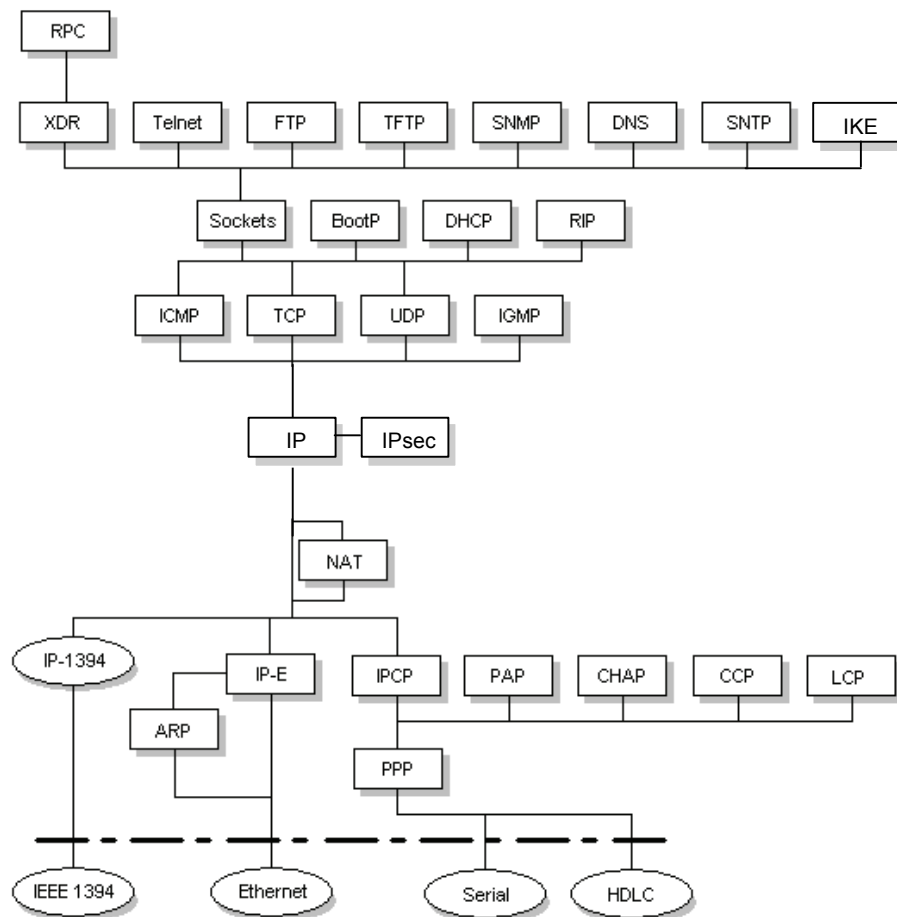 RPC
XDR Telnet FTP TFTP SNMP DNS SNTP IKE
Sockets BootP DHCP RIP
ICMP TCP UDP IGMP
IP IPsec
NAT
IP-1394 IP-E IPCP PAP CHAP CCP LCP
ARP
PPP
IEEE 1394 Ethernet Serial HDLC